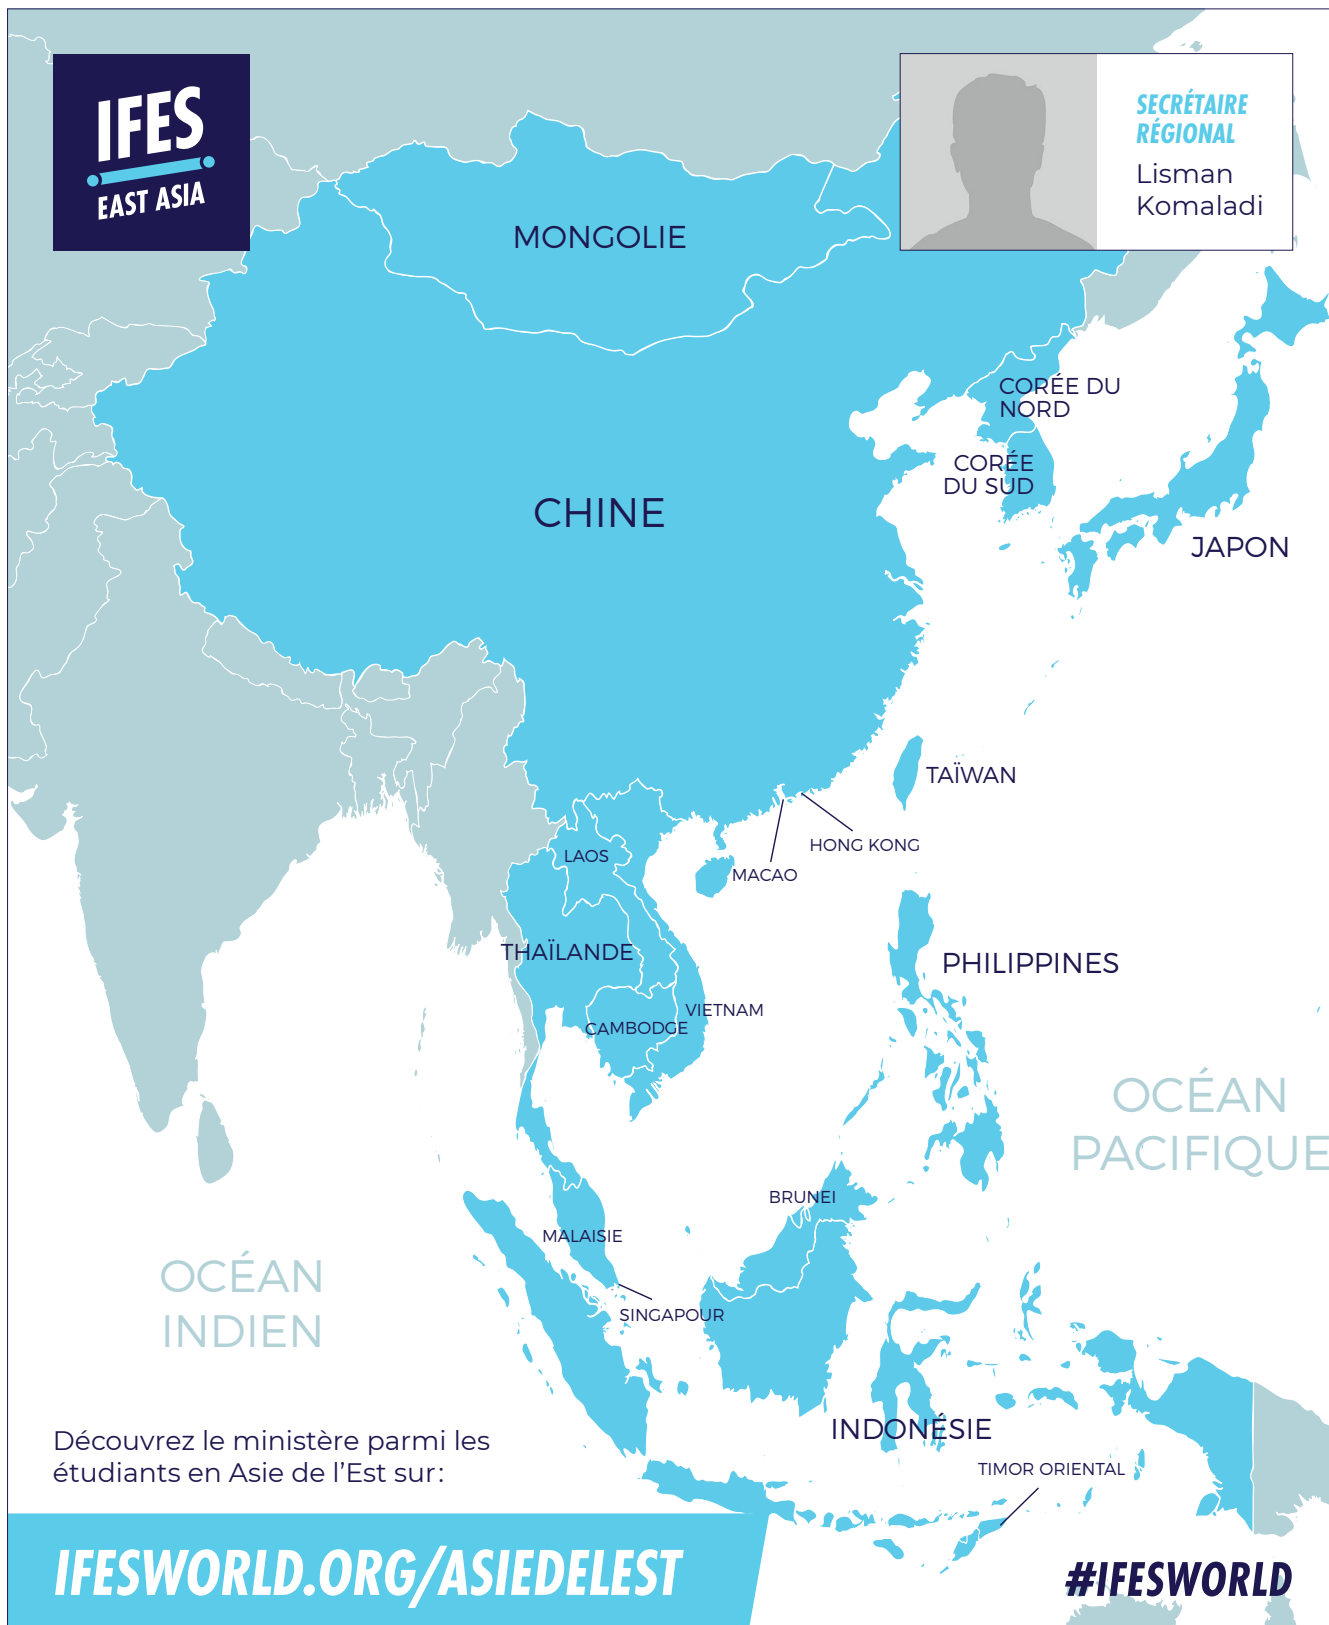 IFES
EAST ASIA
SECRÉTAIRE
RÉGIONAL
Lisman
Komaladi
MONGOLIE
CORÉE DU
NORD
CORÉE
DU SUD
CHINE
JAPON
TAÏWAN
HONG KONG
MACAO
LAOS
THAÏLANDE
PHILIPPINES
VIETNAM
CAMBODGE
OCÉAN
PACIFIQUE
BRUNEI
MALAISIE
OCÉAN
INDIEN
SINGAPOUR
INDONÉSIE
TIMOR ORIENTAL
Découvrez le ministère parmi les
étudiants en Asie de l’Est sur:
IFESWORLD.ORG/ASIEDELEST
#IFESWORLD